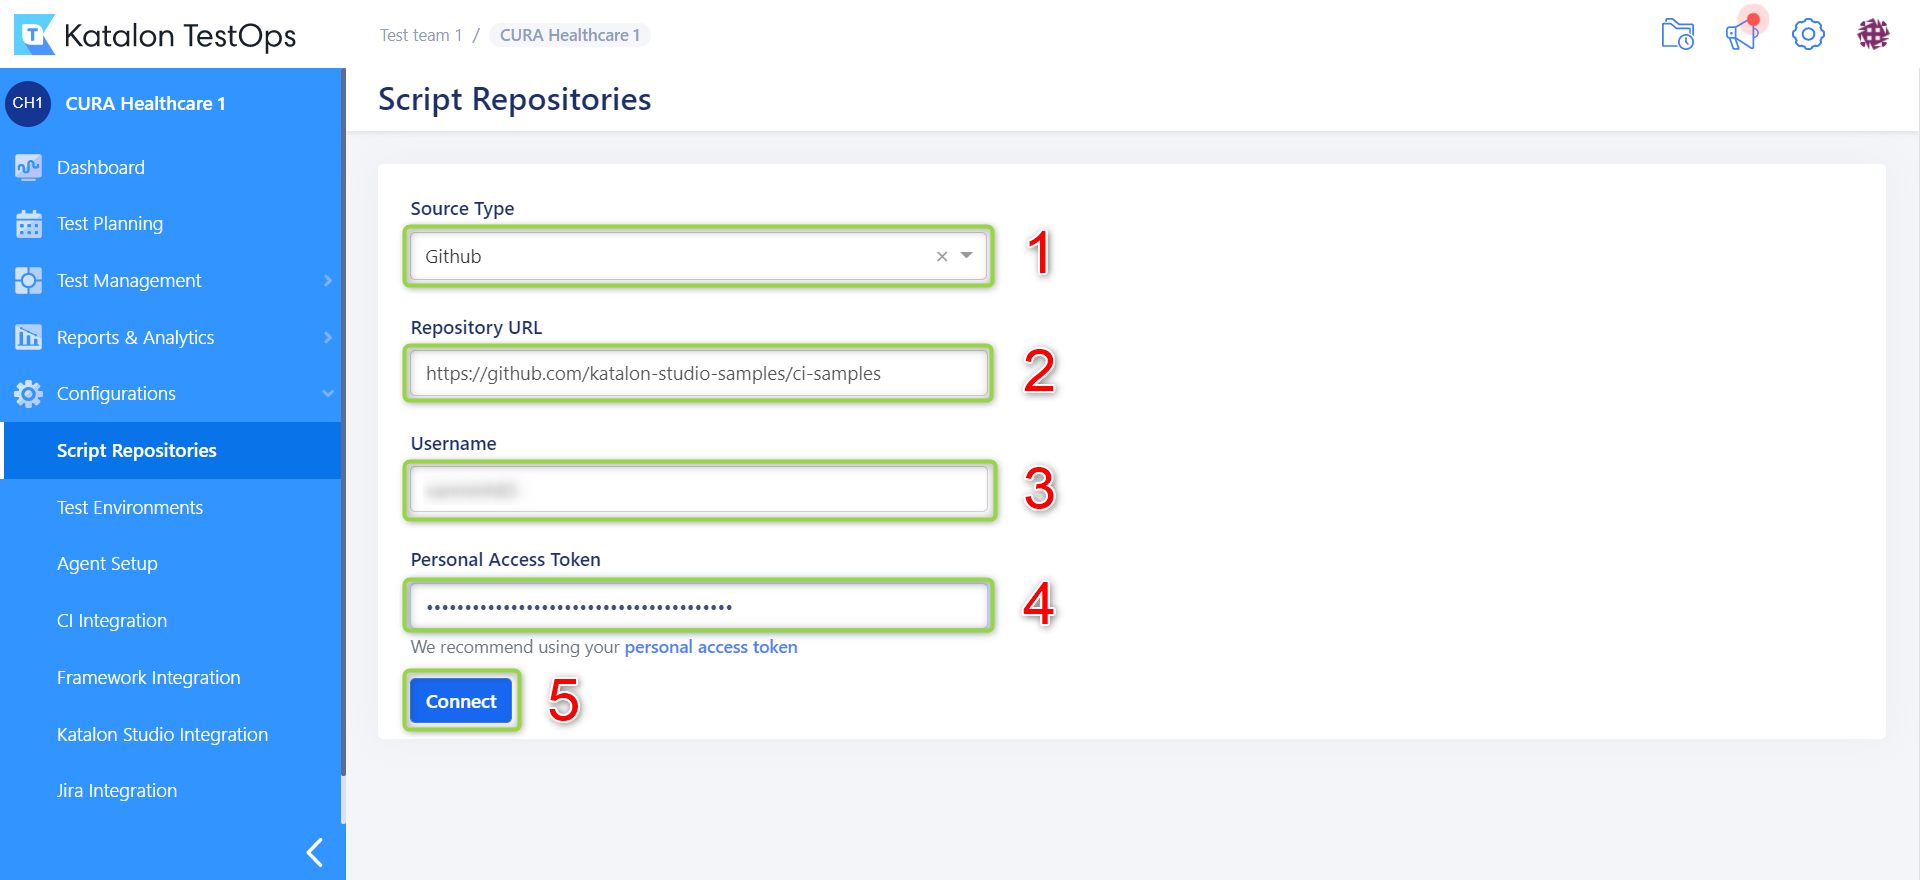 Katalon TestOps
Test team 1 / CURA Healthcare 1
CH1 CURA Healthcare 1
Dashboard
Test Planning
Test Management
Reports & Analytics
Configurations
Script Repositories
Test Environments
Agent Setup
CI Integration
Framework Integration
Katalon Studio Integration
Jira Integration
Script Repositories
Source Type
Github
1
Repository URL
https://github.com/katalon-studio-samples/ci-samples
2
Username
3
Personal Access Token
4
We recommend using your personal access token
Connect
5